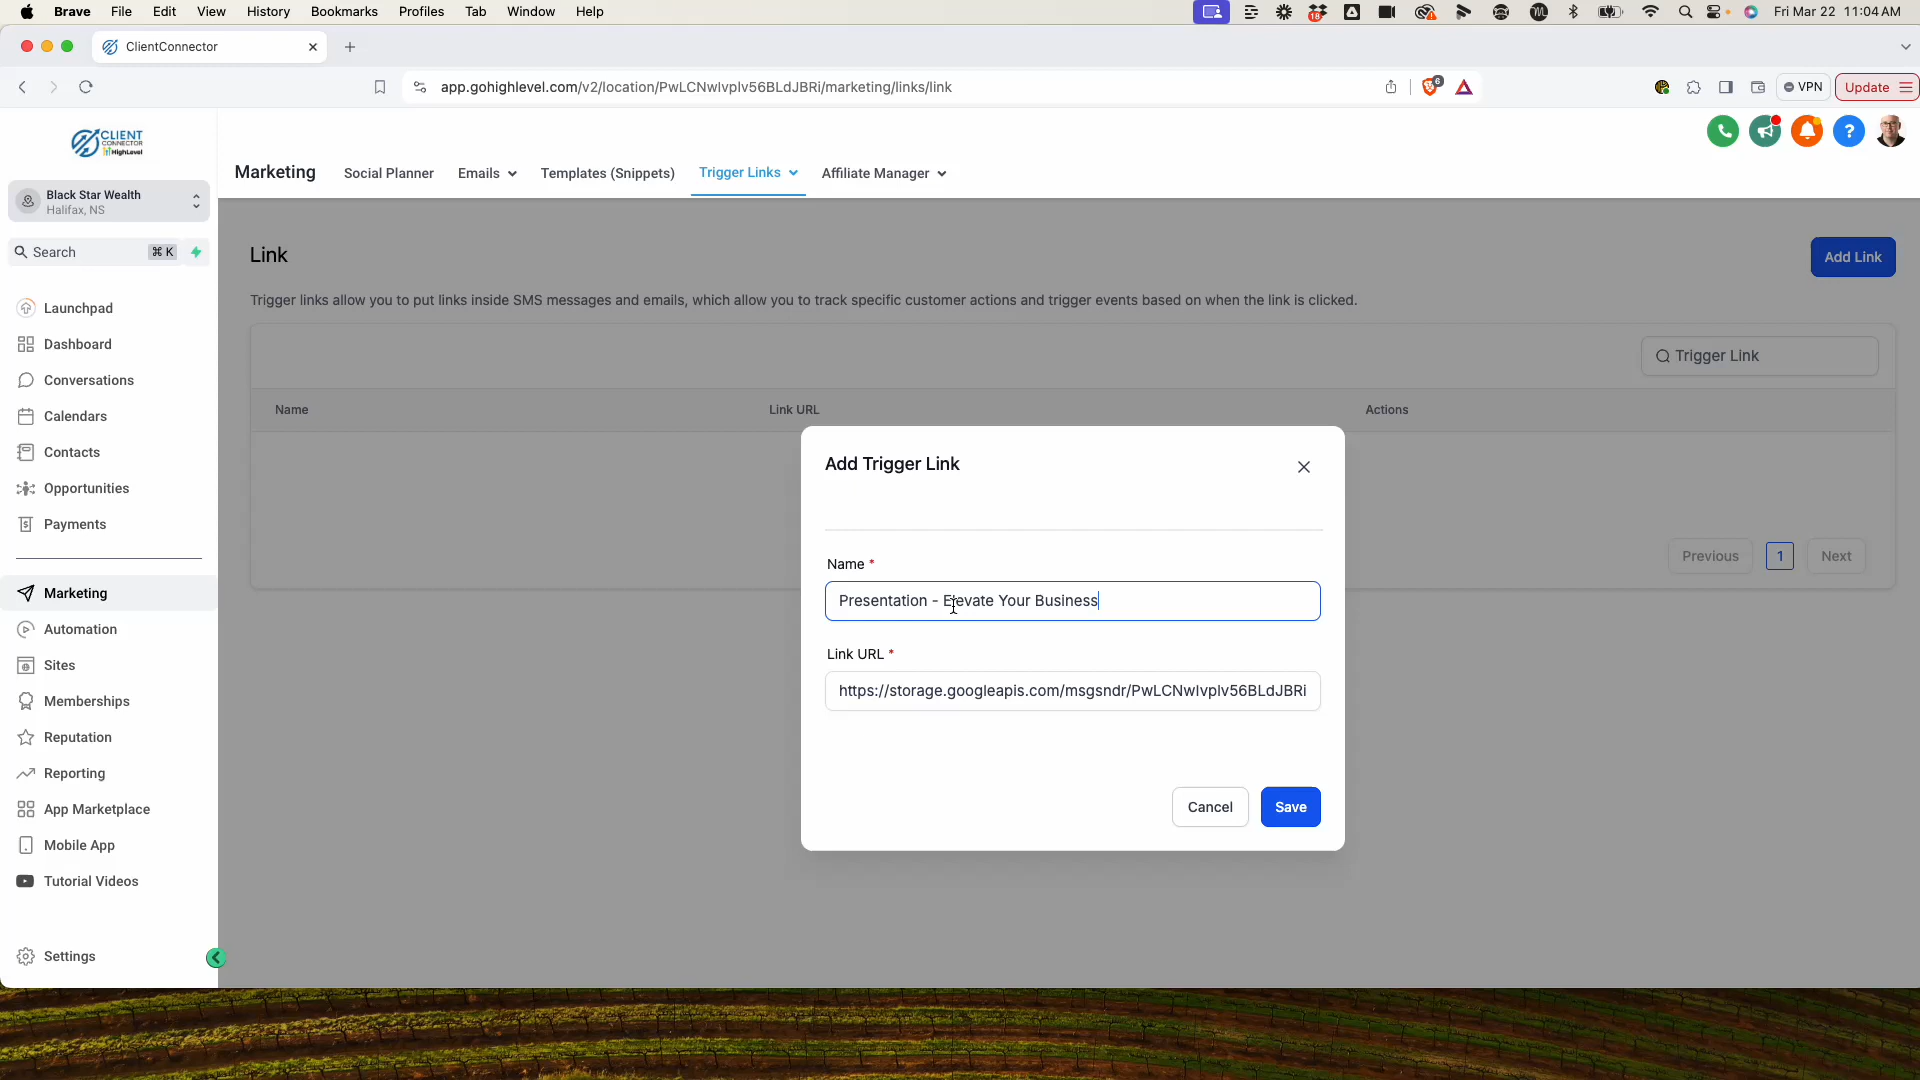 Brave File Edit View History Bookmarks Profiles Tab Window Help
18
Fri Mar 22 11:04 AM
ClientConnector
app.gohighlevel.com/v2/location/PwLCNwIvplv56BLdJBRi/marketing/links/link
6
VPN
Update
CLIENT
CONNECTOR
HighLevel
Marketing
Social Planner
Emails
Templates (Snippets)
Trigger Links
Affiliate Manager
?
Black Star Wealth
Halifax, NS
Search
⌘ K
Link
Add Link
Trigger links allow you to put links inside SMS messages and emails, which allow you to track specific customer actions and trigger events based on when the link is clicked.
Launchpad
Dashboard
Conversations
Calendars
Contacts
Opportunities
Payments
Marketing
Automation
Sites
Memberships
Reputation
Reporting
App Marketplace
Mobile App
Tutorial Videos
Settings
Trigger Link
Name
Link URL
Actions
Previous
1
Next
Add Trigger Link
Name *
Presentation - Elevate Your Business
Link URL *
https://storage.googleapis.com/msgsndr/PwLCNwIvplv56BLdJBRi
Cancel
Save